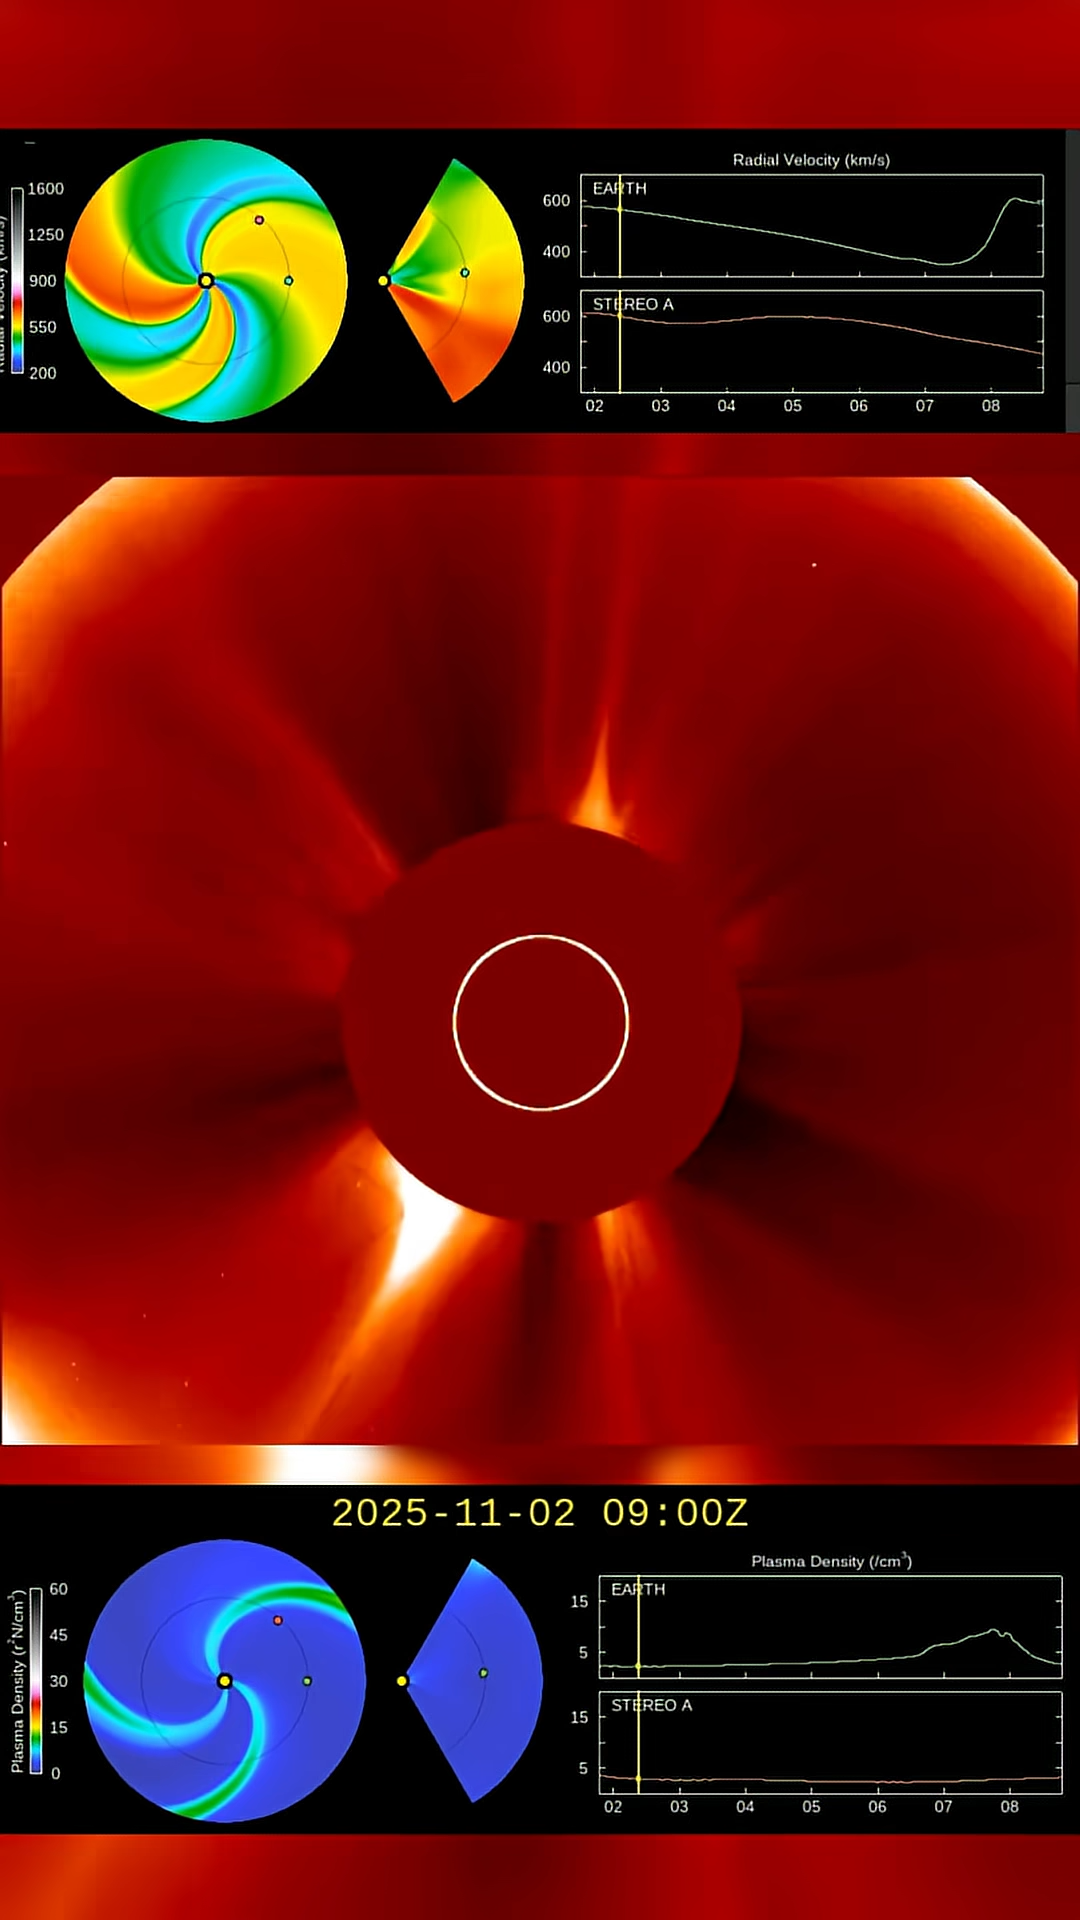 Radial Velocity (km/s)
1600
1250
900
550
200
EARTH
600
400
STEREO A
600
400
02 03 04 05 06 07 08
2025-11-02 09:00Z
Plasma Density (r²N/cm³)
60
45
30
15
0
Plasma Density (/cm³)
EARTH
15
5
STEREO A
15
5
02 03 04 05 06 07 08